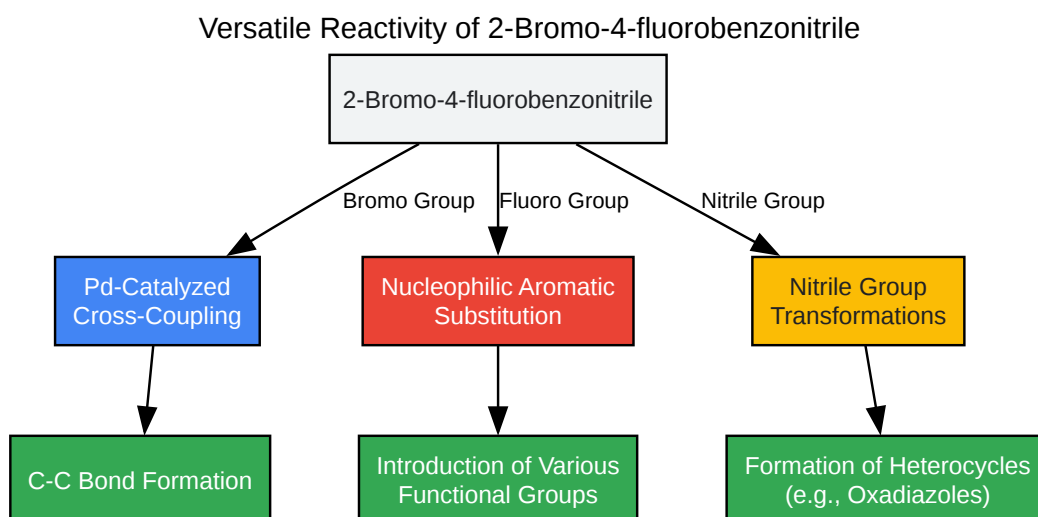 Versatile Reactivity of 2-Bromo-4-fluorobenzonitrile
2-Bromo-4-fluorobenzonitrile
Bromo Group
Fluoro Group
Nitrile Group
Pd-Catalyzed
Cross-Coupling
Nucleophilic Aromatic
Substitution
Nitrile Group
Transformations
C-C Bond Formation
Introduction of Various
Functional Groups
Formation of Heterocycles
(e.g., Oxadiazoles)